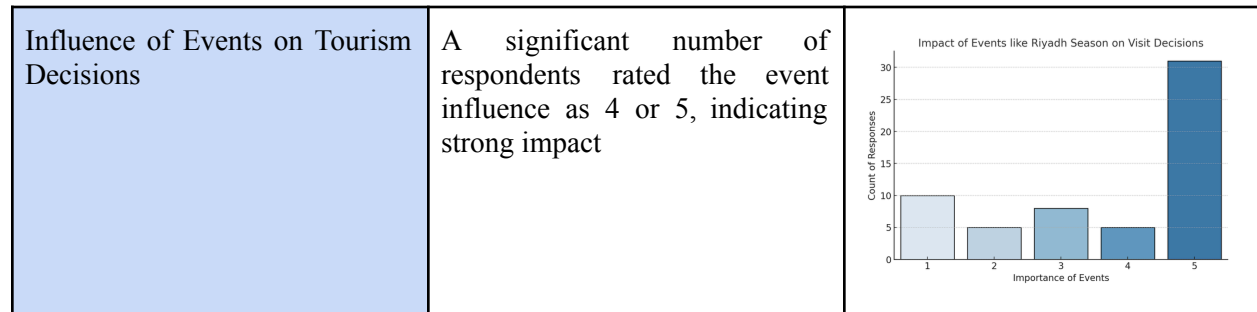 Influence of Events on Tourism
Decisions
A significant number of
respondents rated the event
influence as 4 or 5, indicating
strong impact
Impact of Events like Riyadh Season on Visit Decisions
Count of Responses
30
25
20
15
10
5
0
1 2 3 4 5
Importance of Events